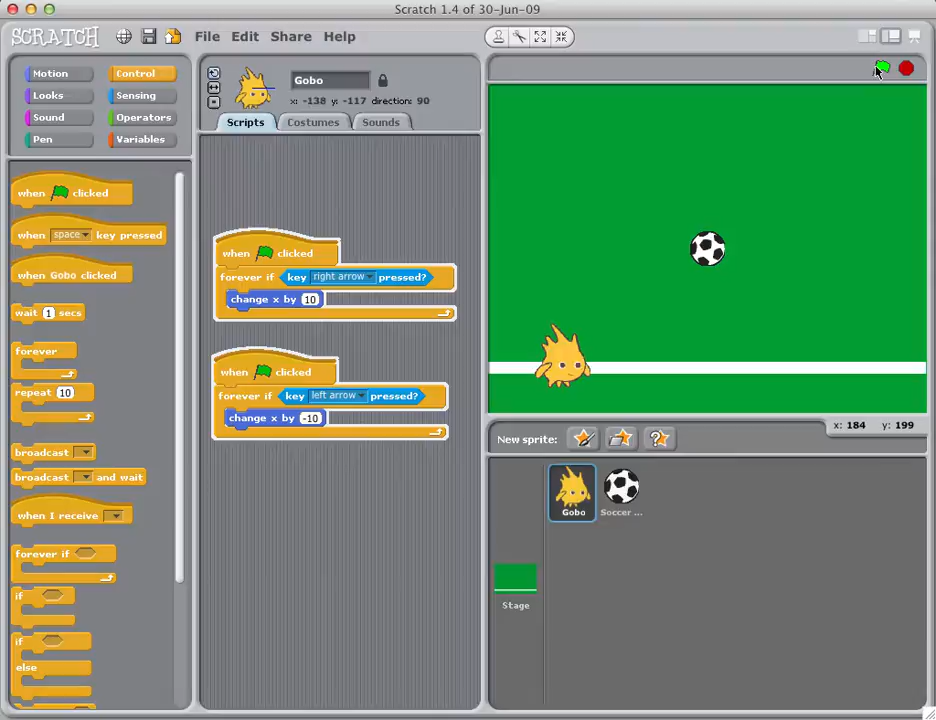 Scratch 1.4 of 30-Jun-09
SCRATCH File Edit Share Help
Motion Control
Looks Sensing
Sound Operators
Pen Variables
when clicked
when space key pressed
when Gobo clicked
wait 1 secs
forever
repeat 10
broadcast
broadcast and wait
when I receive
forever if
if
if
else
Gobo
x: -138 y: -117 direction: 90
Scripts Costumes Sounds
when clicked
forever if key right arrow pressed?
change x by 10
when clicked
forever if key left arrow pressed?
change x by -10
x: 184 y: 199
New sprite:
Gobo
Soccer ...
Stage